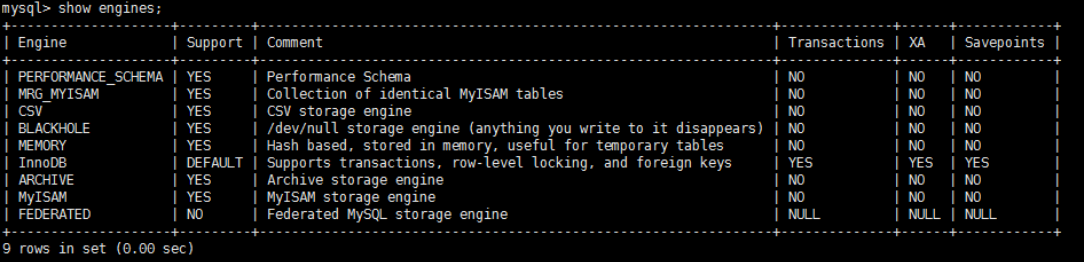 mysql> show engines;
+--------------------+---------+----------------------------------------------------------------+--------------+------+------------+
| Engine             | Support | Comment                                                        | Transactions | XA   | Savepoints |
+--------------------+---------+----------------------------------------------------------------+--------------+------+------------+
| PERFORMANCE_SCHEMA | YES     | Performance Schema                                             | NO           | NO   | NO         |
| MRG_MYISAM         | YES     | Collection of identical MyISAM tables                          | NO           | NO   | NO         |
| CSV                | YES     | CSV storage engine                                             | NO           | NO   | NO         |
| BLACKHOLE          | YES     | /dev/null storage engine (anything you write to it disappears) | NO           | NO   | NO         |
| MEMORY             | YES     | Hash based, stored in memory, useful for temporary tables      | NO           | NO   | NO         |
| InnoDB             | DEFAULT | Supports transactions, row-level locking, and foreign keys     | YES          | YES  | YES        |
| ARCHIVE            | YES     | Archive storage engine                                         | NO           | NO   | NO         |
| MyISAM             | YES     | MyISAM storage engine                                          | NO           | NO   | NO         |
| FEDERATED          | NO      | Federated MySQL storage engine                                 | NULL         | NULL | NULL       |
+--------------------+---------+----------------------------------------------------------------+--------------+------+------------+
9 rows in set (0.00 sec)